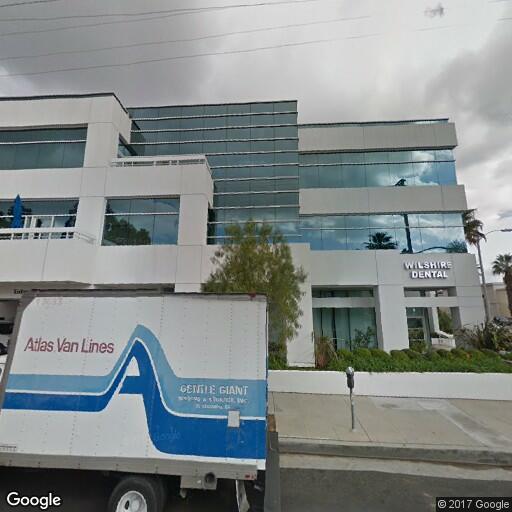 WILSHIRE
DENTAL
Atlas Van Lines
GENTLE GIANT
Google
© 2017 Google